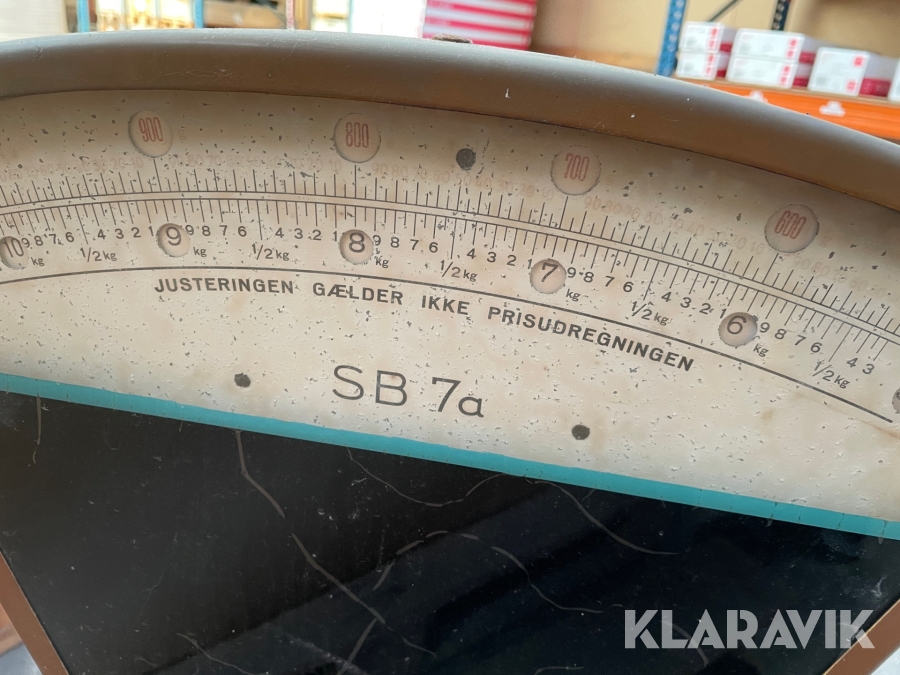 900 800 700 600
10 9 8 7 6 4 3 2 1 9 9 8 7 6 4 3 2 1 8 9 8 7 6 4 3 2 1 7 9 8 7 6 4 3 2 1 6 9 8 7 6 4 3
kg 1/2 kg kg 1/2 kg kg 1/2 kg kg 1/2 kg kg 1/2 kg
JUSTERINGEN GÆLDER IKKE PRISUDREGNINGEN
SB 7a
KLARAVIK